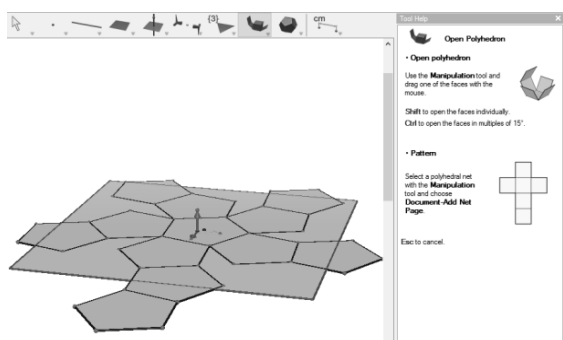 {3}
cm
Tool Help
Open Polyhedron
• Open polyhedron
Use the Manipulation tool and
drag one of the faces with the
mouse.
Shift to open the faces individually.
Ctrl to open the faces in multiples of 15°.
• Pattern
Select a polyhedral net
with the Manipulation
tool and choose
Document-Add Net
Page.
Esc to cancel.